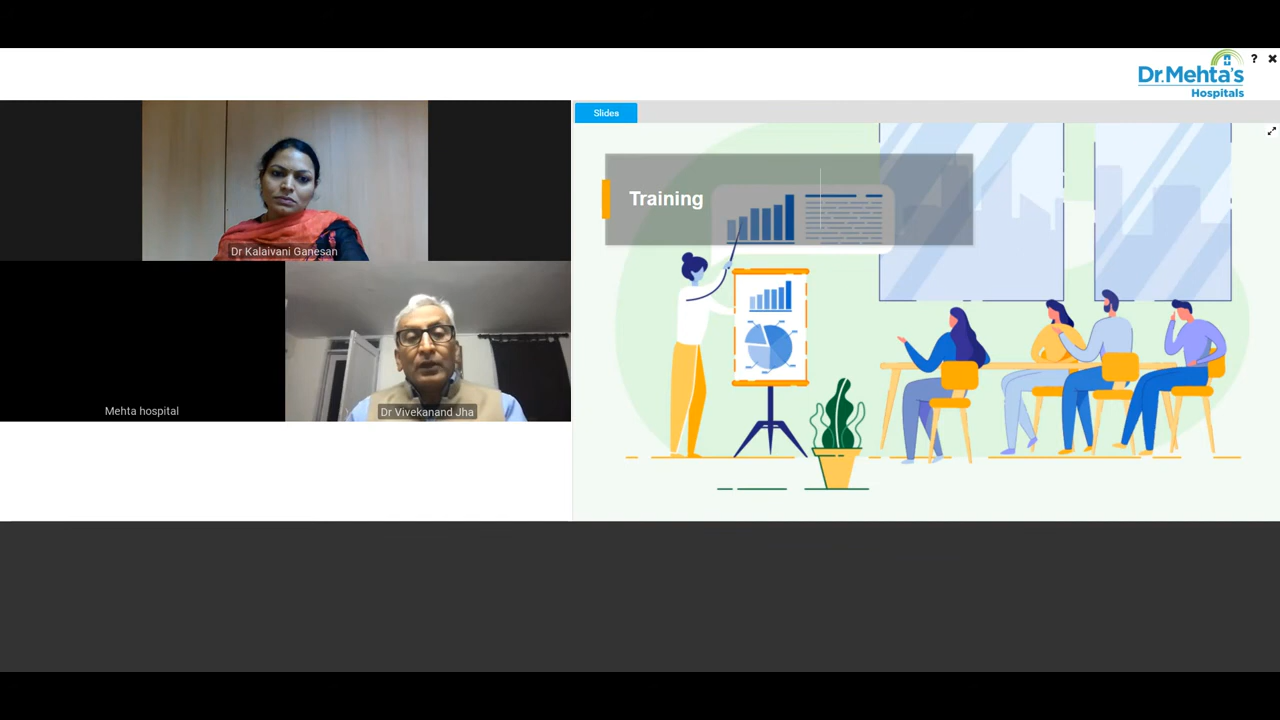 ? ✖
Dr.Mehta's
Hospitals
Slides
Training
Dr Kalaivani Ganesan
Mehta hospital
Dr Vivekanand Jha